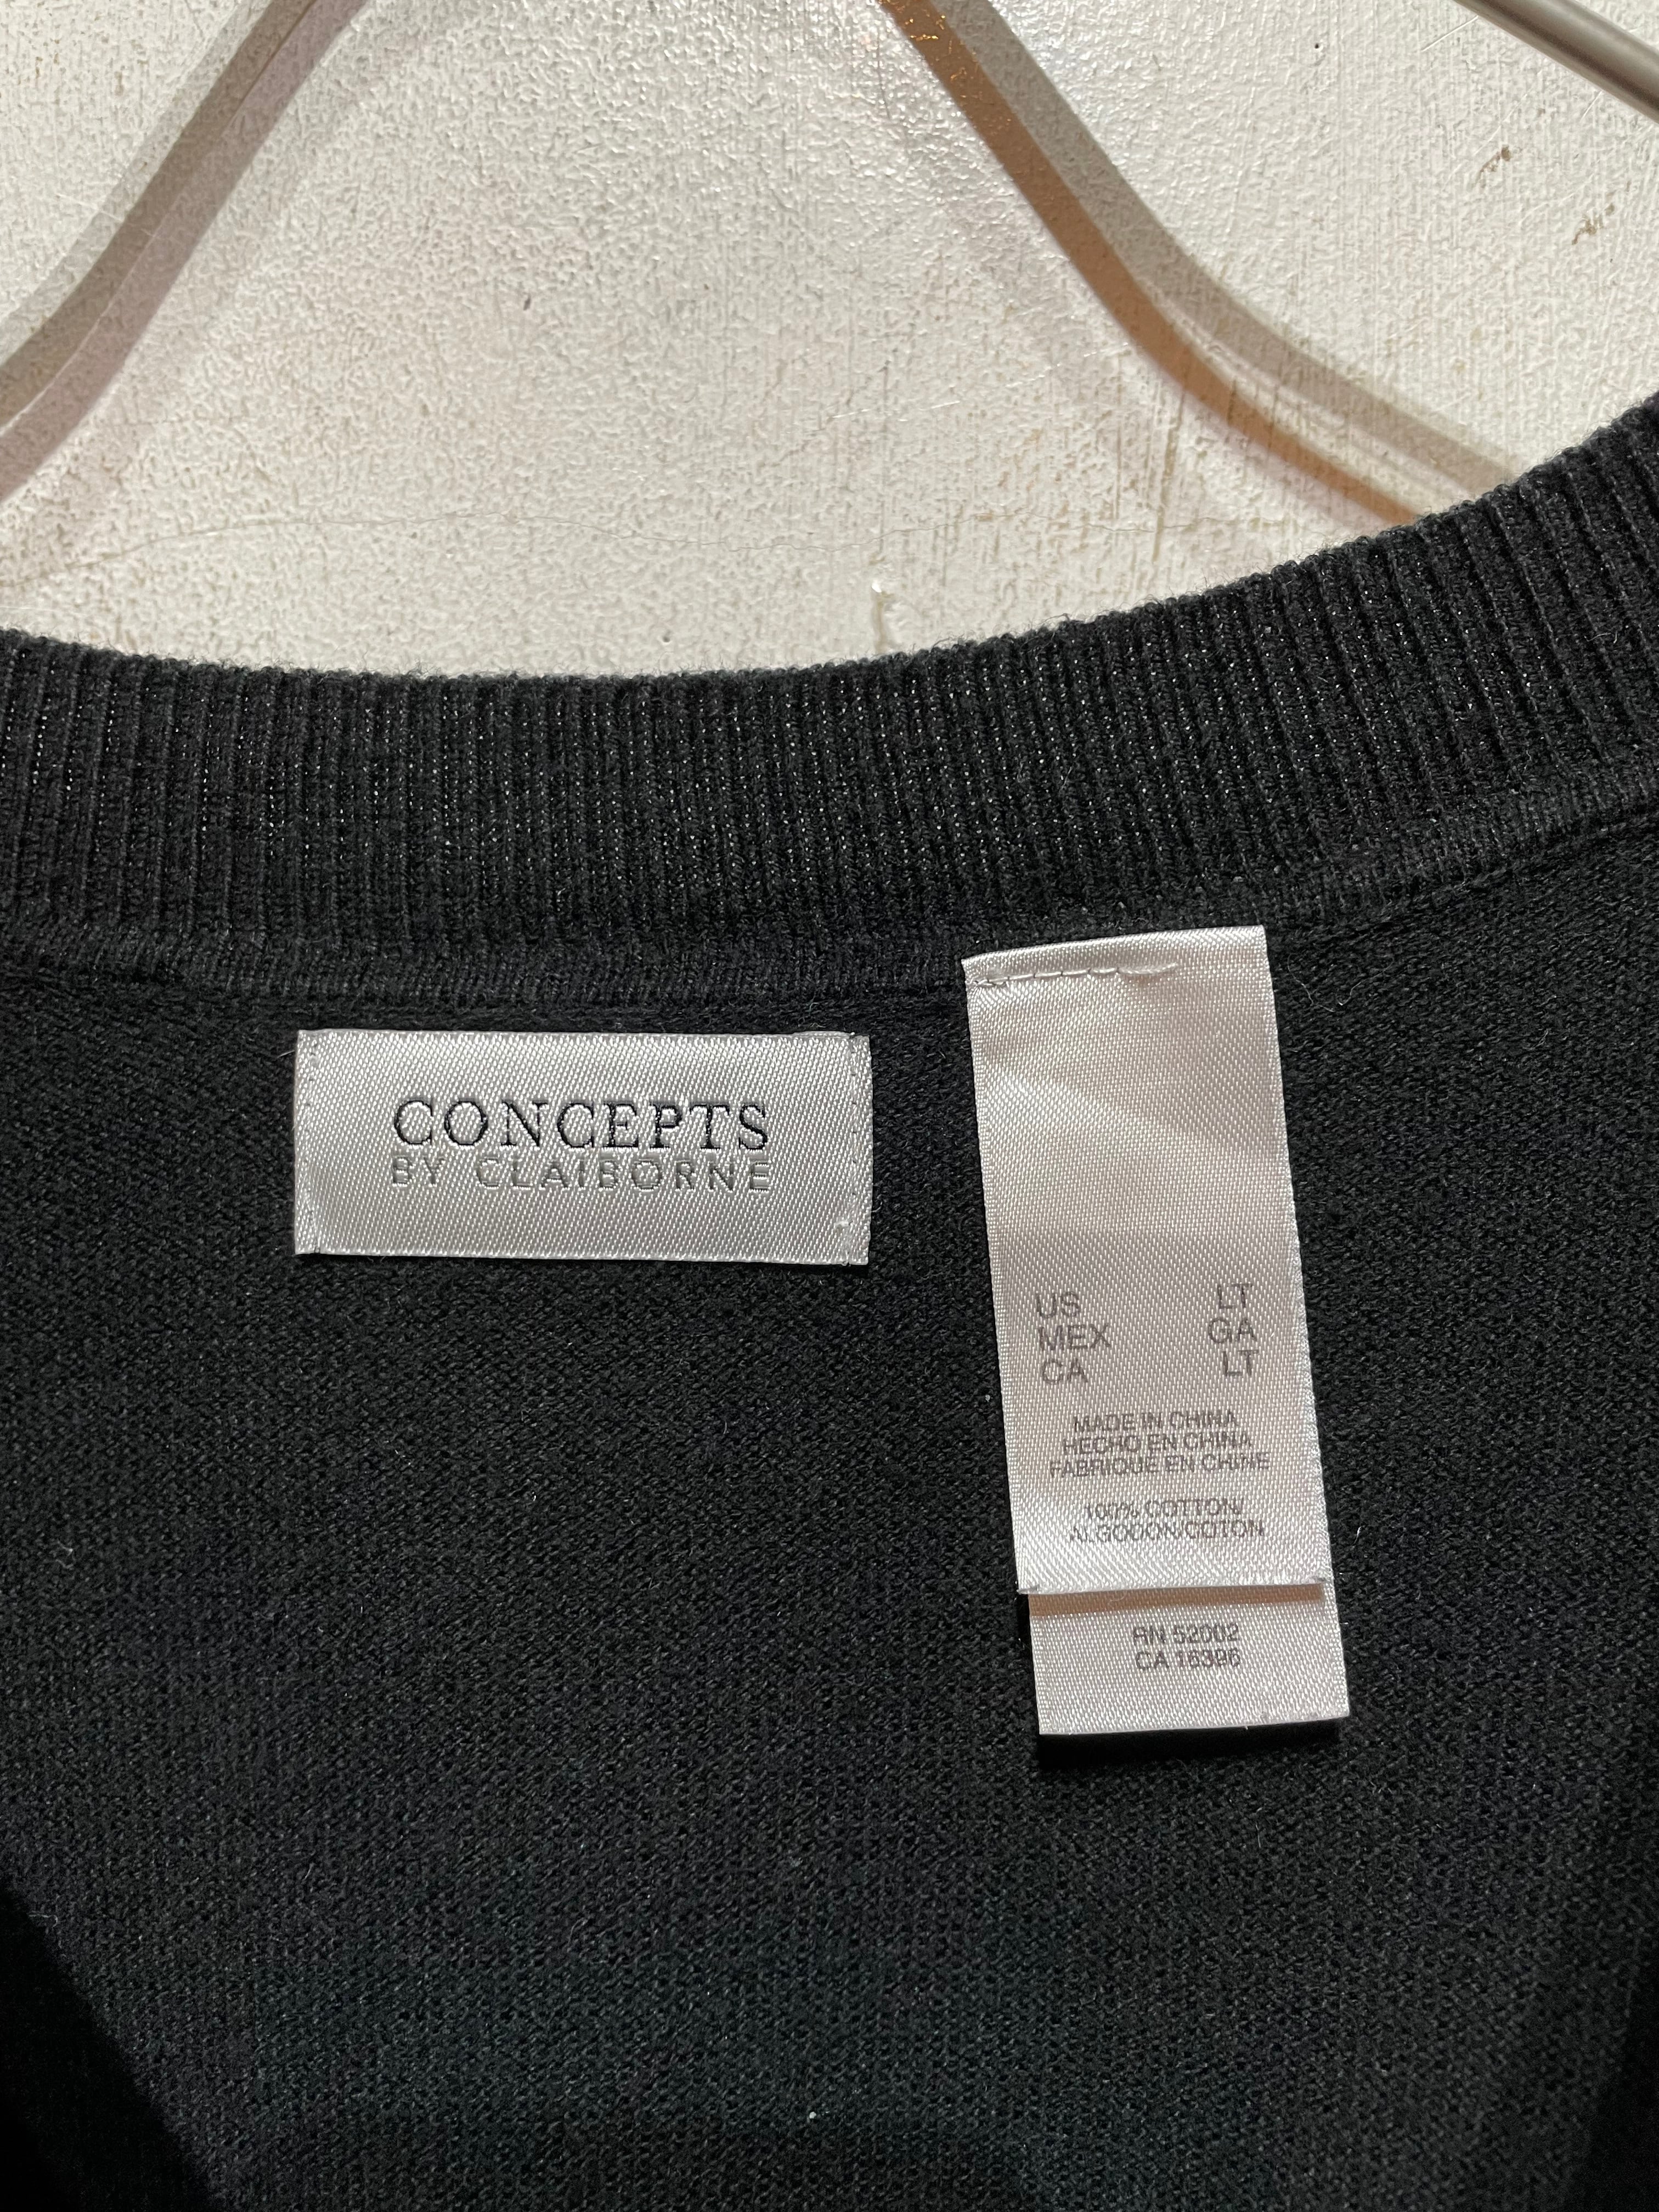 CONCEPTS
BY CLAIBORNE
US LT
MEX GA
CA LT
MADE IN CHINA
HECHO EN CHINA
FABRIQUÉ EN CHINE
100% COTTON/
ALGODON/COTON
RN 52002
CA 16396